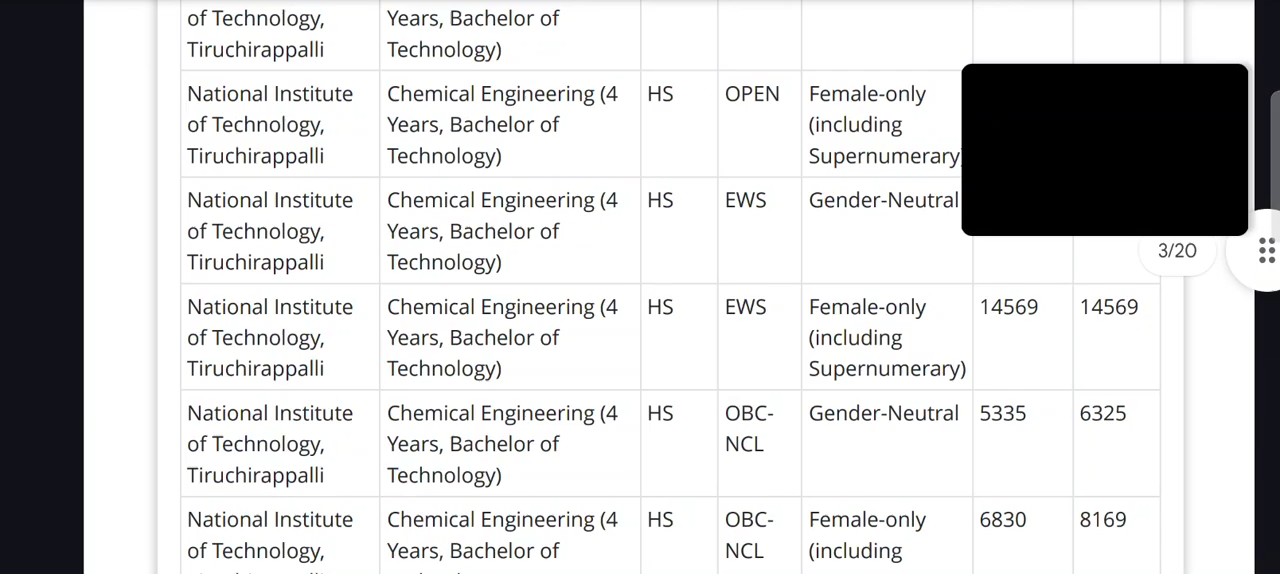 of Technology, Years, Bachelor of
Tiruchirappalli Technology)
National Institute Chemical Engineering (4 HS OPEN Female-only
of Technology, Years, Bachelor of (including
Tiruchirappalli Technology) Supernumerary)
National Institute Chemical Engineering (4 HS EWS Gender-Neutral
of Technology, Years, Bachelor of
Tiruchirappalli Technology)
3/20
National Institute Chemical Engineering (4 HS EWS Female-only 14569 14569
of Technology, Years, Bachelor of (including
Tiruchirappalli Technology) Supernumerary)
National Institute Chemical Engineering (4 HS OBC- Gender-Neutral 5335 6325
of Technology, Years, Bachelor of NCL
Tiruchirappalli Technology)
National Institute Chemical Engineering (4 HS OBC- Female-only 6830 8169
of Technology, Years, Bachelor of NCL (including